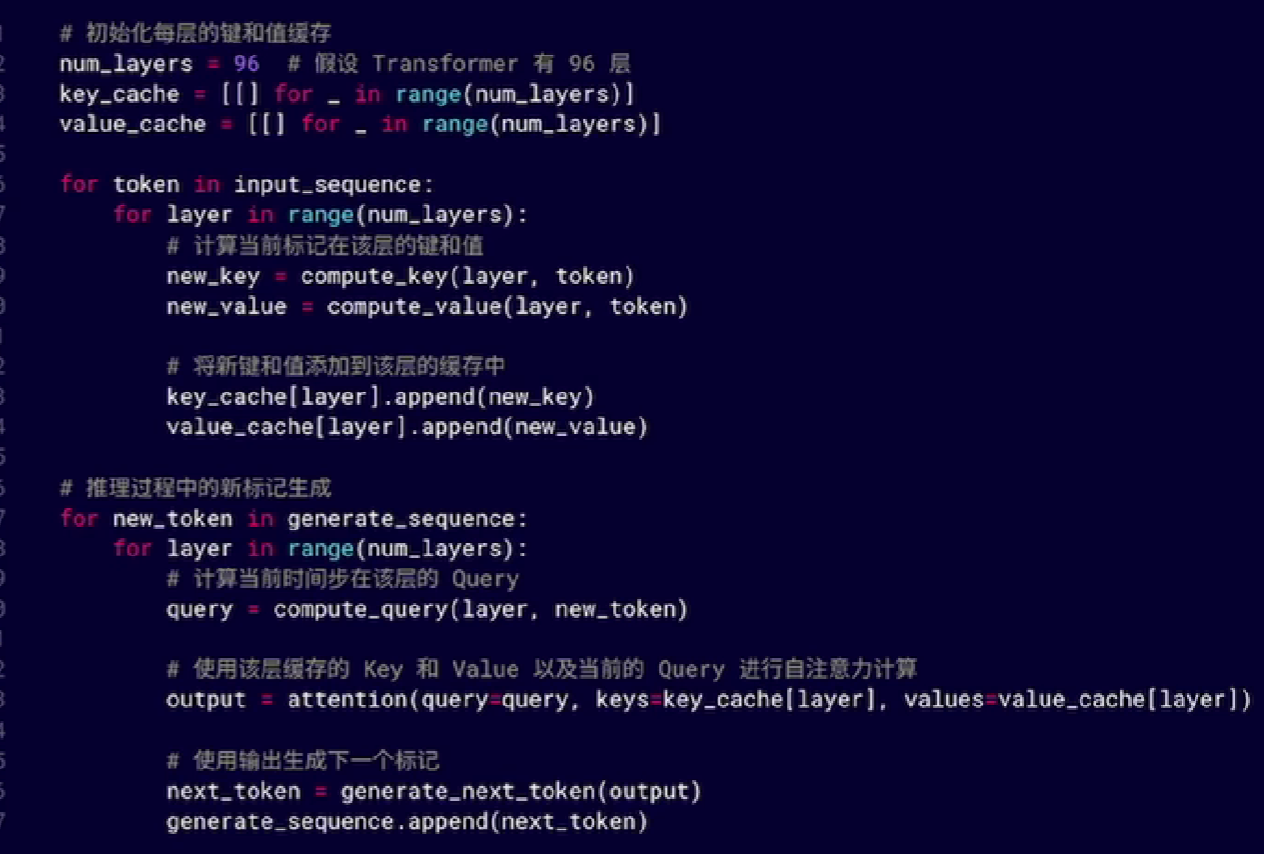 # 初始化每层的键和值缓存
num_layers = 96  # 假设 Transformer 有 96 层
key_cache = [[] for _ in range(num_layers)]
value_cache = [[] for _ in range(num_layers)]
for token in input_sequence:
    for layer in range(num_layers):
        # 计算当前标记在该层的键和值
        new_key = compute_key(layer, token)
        new_value = compute_value(layer, token)
        # 将新键和值添加到该层的缓存中
        key_cache[layer].append(new_key)
        value_cache[layer].append(new_value)
# 推理过程中的新标记生成
for new_token in generate_sequence:
    for layer in range(num_layers):
        # 计算当前时间步在该层的 Query
        query = compute_query(layer, new_token)
        # 使用该层缓存的 Key 和 Value 以及当前的 Query 进行自注意力计算
        output = attention(query=query, keys=key_cache[layer], values=value_cache[layer])
        # 使用输出生成下一个标记
        next_token = generate_next_token(output)
        generate_sequence.append(next_token)